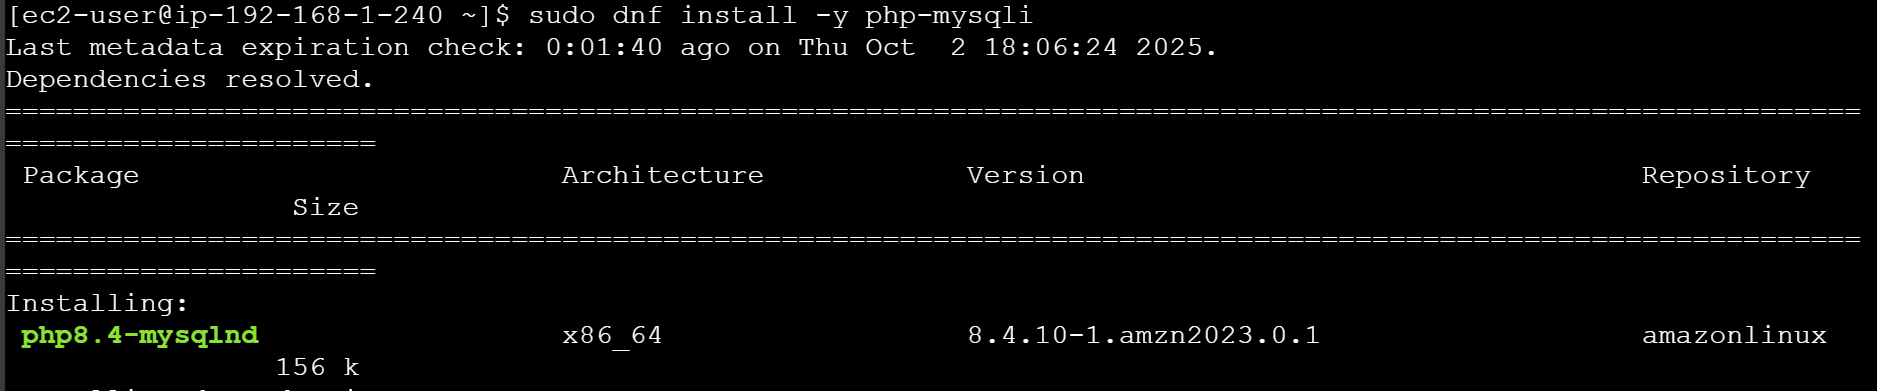 [ec2-user@ip-192-168-1-240 ~]$ sudo dnf install -y php-mysqli
Last metadata expiration check: 0:01:40 ago on Thu Oct  2 18:06:24 2025.
Dependencies resolved.
==============================================================================================================
======================
Package Architecture Version Repository
Size
==============================================================================================================
======================
Installing:
php8.4-mysqlnd x86_64 8.4.10-1.amzn2023.0.1 amazonlinux
156 k